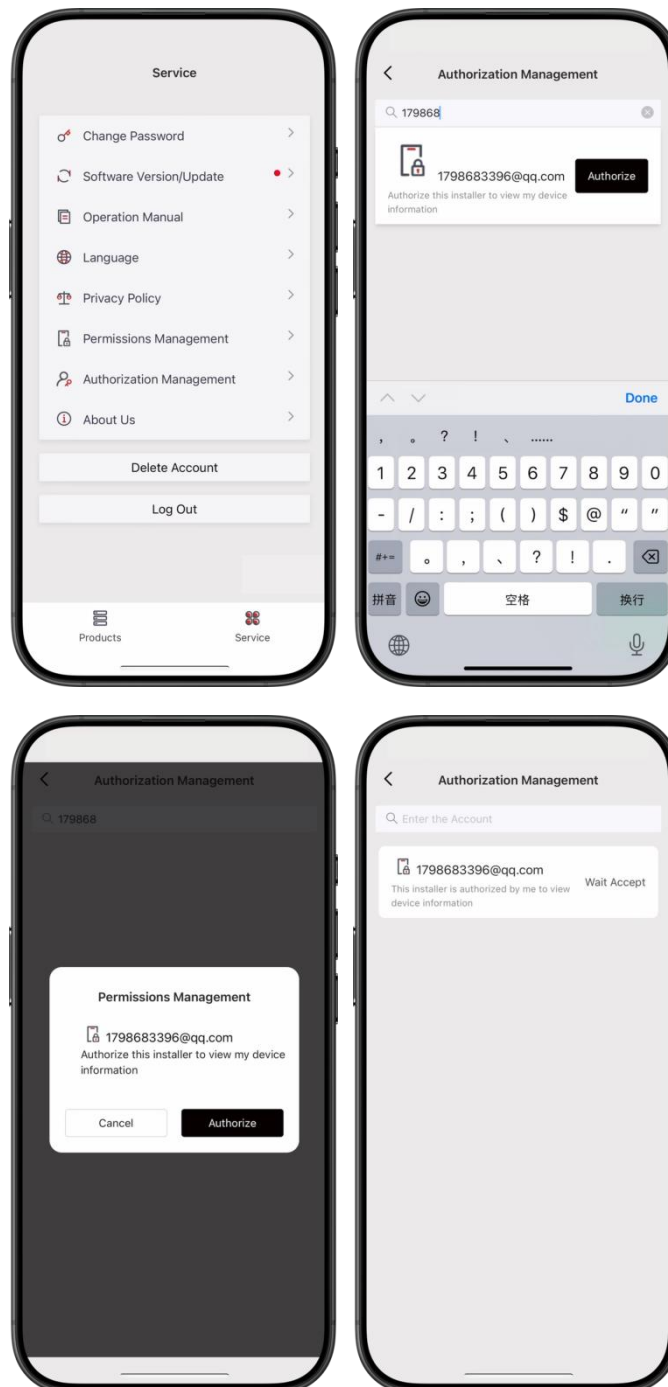 Service
Change Password
Software Version/Update
Operation Manual
Language
Privacy Policy
Permissions Management
Authorization Management
About Us
Delete Account
Log Out
Products
Service
Authorization Management
179868
1798683396@qq.com
Authorize
Authorize this installer to view my device
information
Done
, 。 ? ! 、 ……
1 2 3 4 5 6 7 8 9 0
- / : ; ( ) $ @ “ ”
#+= 。 , 、 ? ! .
拼音 空格 换行
Authorization Management
179868
Permissions Management
1798683396@qq.com
Authorize this installer to view my device
information
Cancel Authorize
Authorization Management
Enter the Account
1798683396@qq.com
Wait Accept
This installer is authorized by me to view
device information